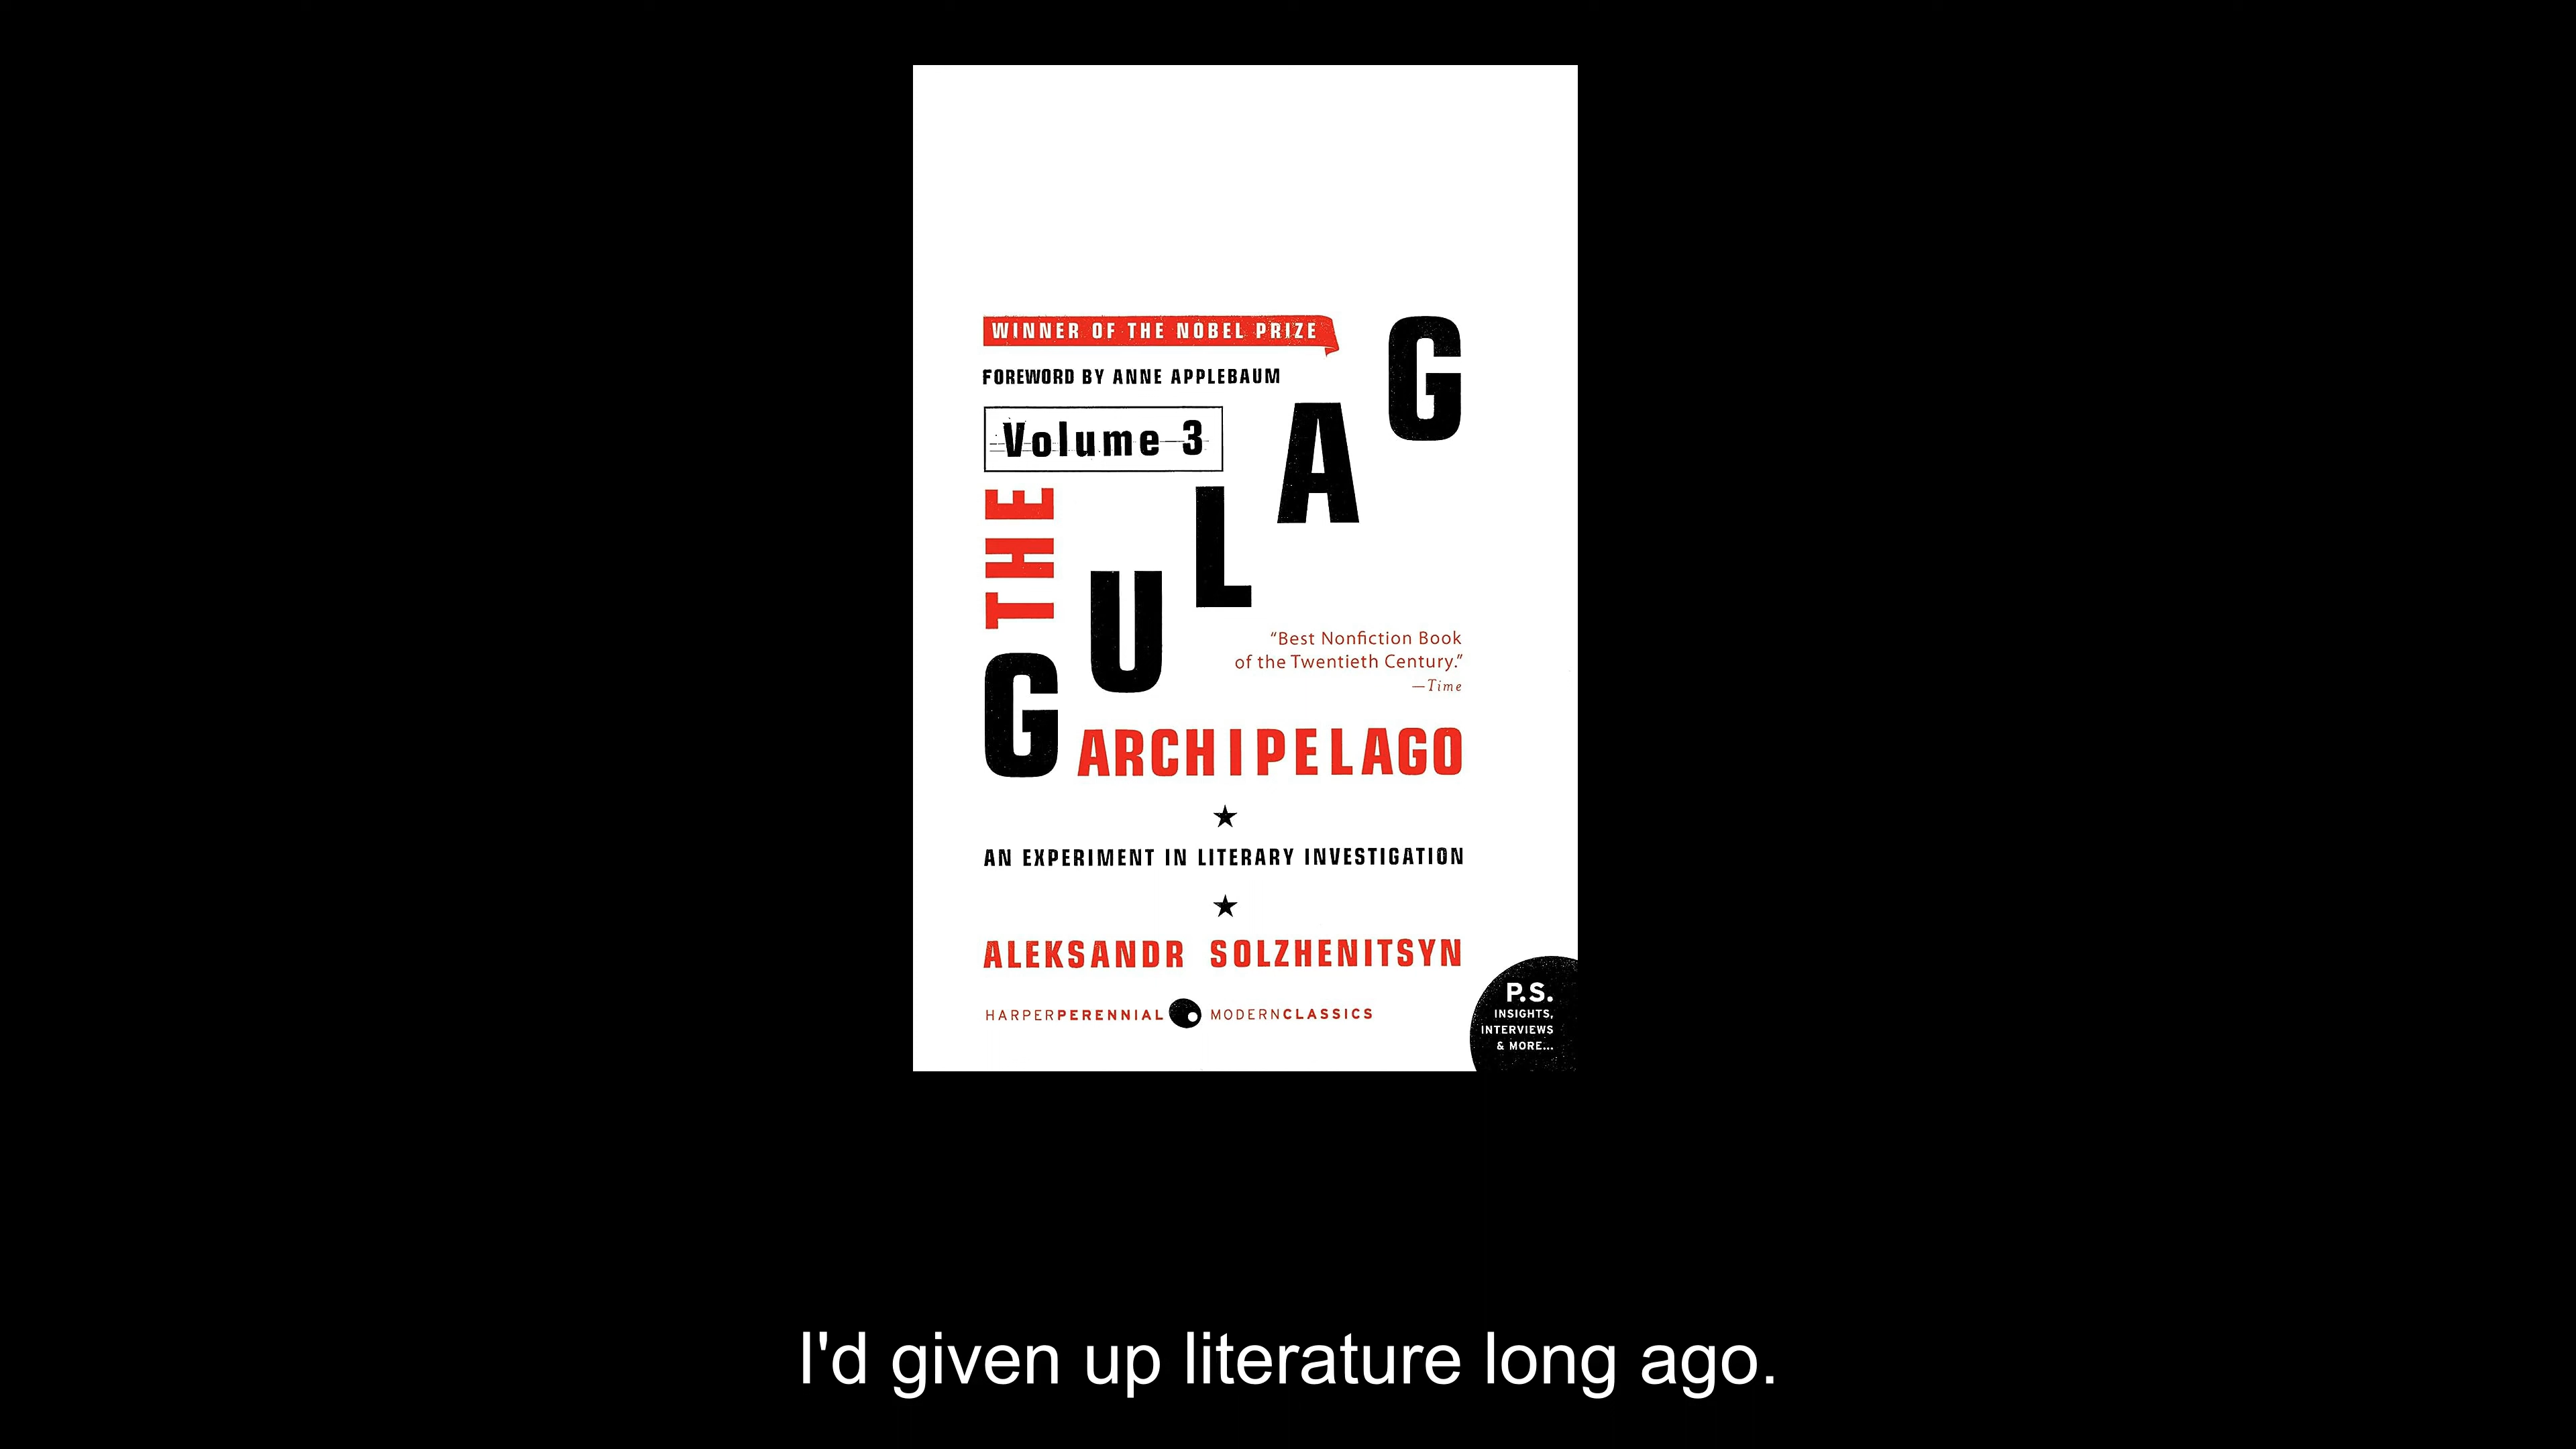 WINNER OF THE NOBEL PRIZE
FOREWORD BY ANNE APPLEBAUM
Volume 3
THE
GULAG
"Best Nonfiction Book
of the Twentieth Century."
—Time
ARCHIPELAGO
AN EXPERIMENT IN LITERARY INVESTIGATION
ALEKSANDR SOLZHENITSYN
HARPERPERENNIAL MODERNCLASSICS
P.S.
INSIGHTS,
INTERVIEWS
& MORE...
I'd given up literature long ago.